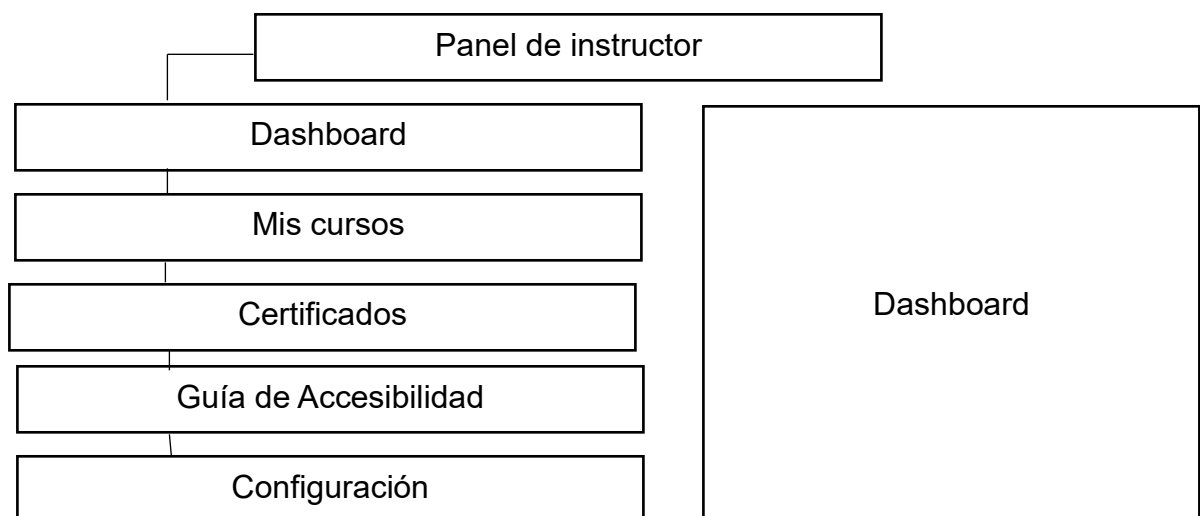 Panel de instructor
Dashboard
Mis cursos
Certificados
Guía de Accesibilidad
Configuración
Dashboard